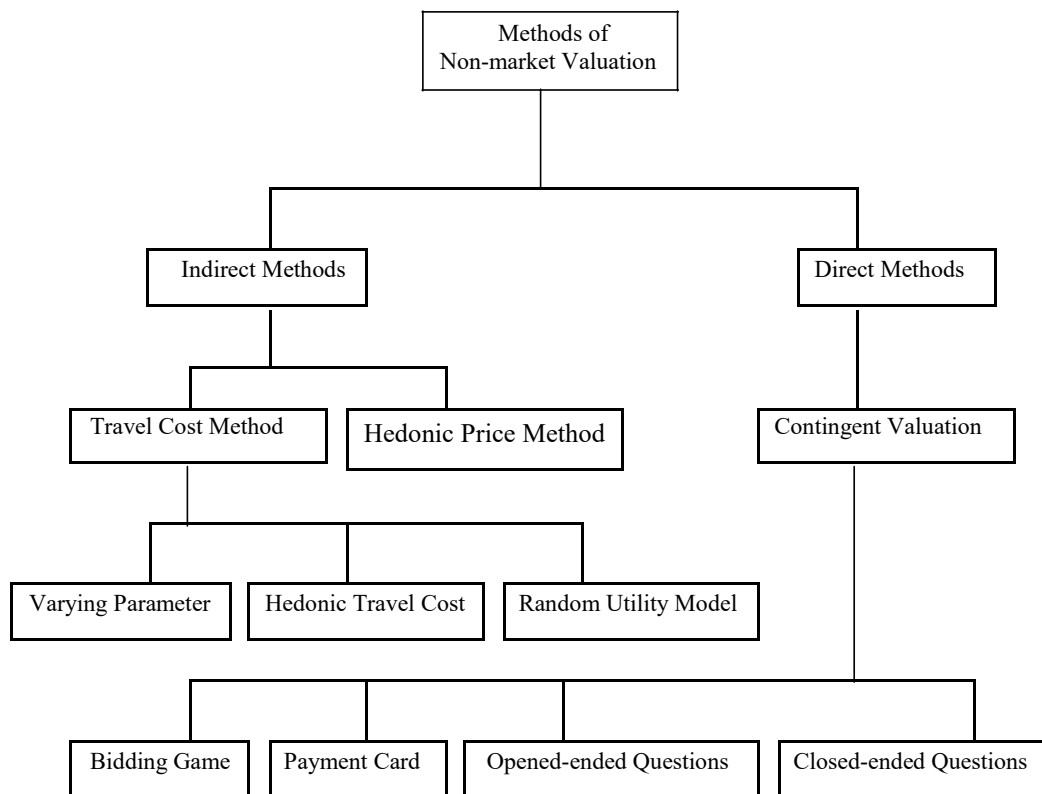 Methods of
Non-market Valuation
Indirect Methods
Direct Methods
Travel Cost Method
Hedonic Price Method
Contingent Valuation
Varying Parameter
Hedonic Travel Cost
Random Utility Model
Bidding Game
Payment Card
Opened-ended Questions
Closed-ended Questions